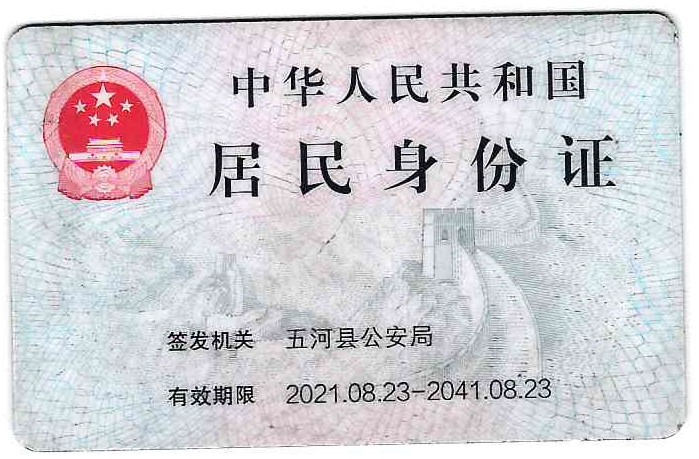 中华人民共和国
居民身份证
签发机关 五河县公安局
有效期限 2021.08.23-2041.08.23